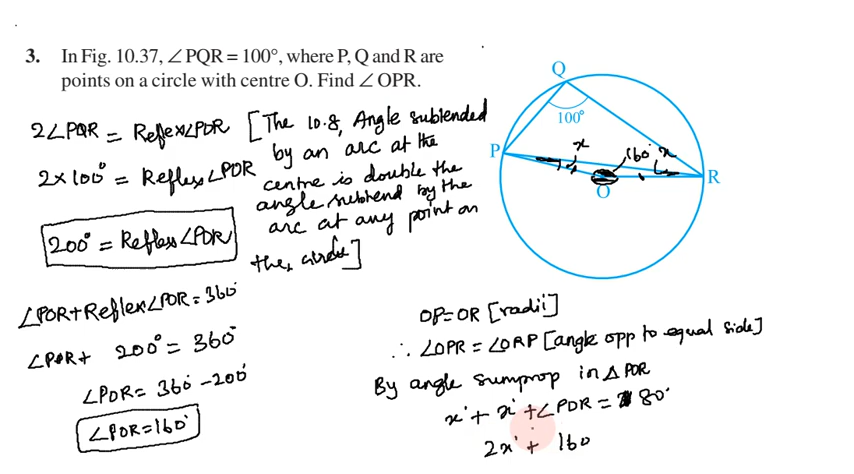 3. In Fig. 10.37, ∠PQR = 100°, where P, Q and R are
points on a circle with centre O. Find ∠OPR.
2∠PQR = Reflex∠POR [The 10.8, Angle subtended
by an arc at the
centre is double the
angle subtend by the
arc at any point on
the circle]
2×100° = Reflex∠POR
200° = Reflex∠POR
∠POR+Reflex∠POR=360°
∠POR+ 200°=360°
∠POR=360°-200°
∠POR=160°
Q
100°
P
x
160°
x
R
O
OP=OR [radii]
∴ ∠OPR=∠ORP [angle opp to equal side]
By angle sumprop in △POR
x°+x°+∠POR=180°
2x°+160